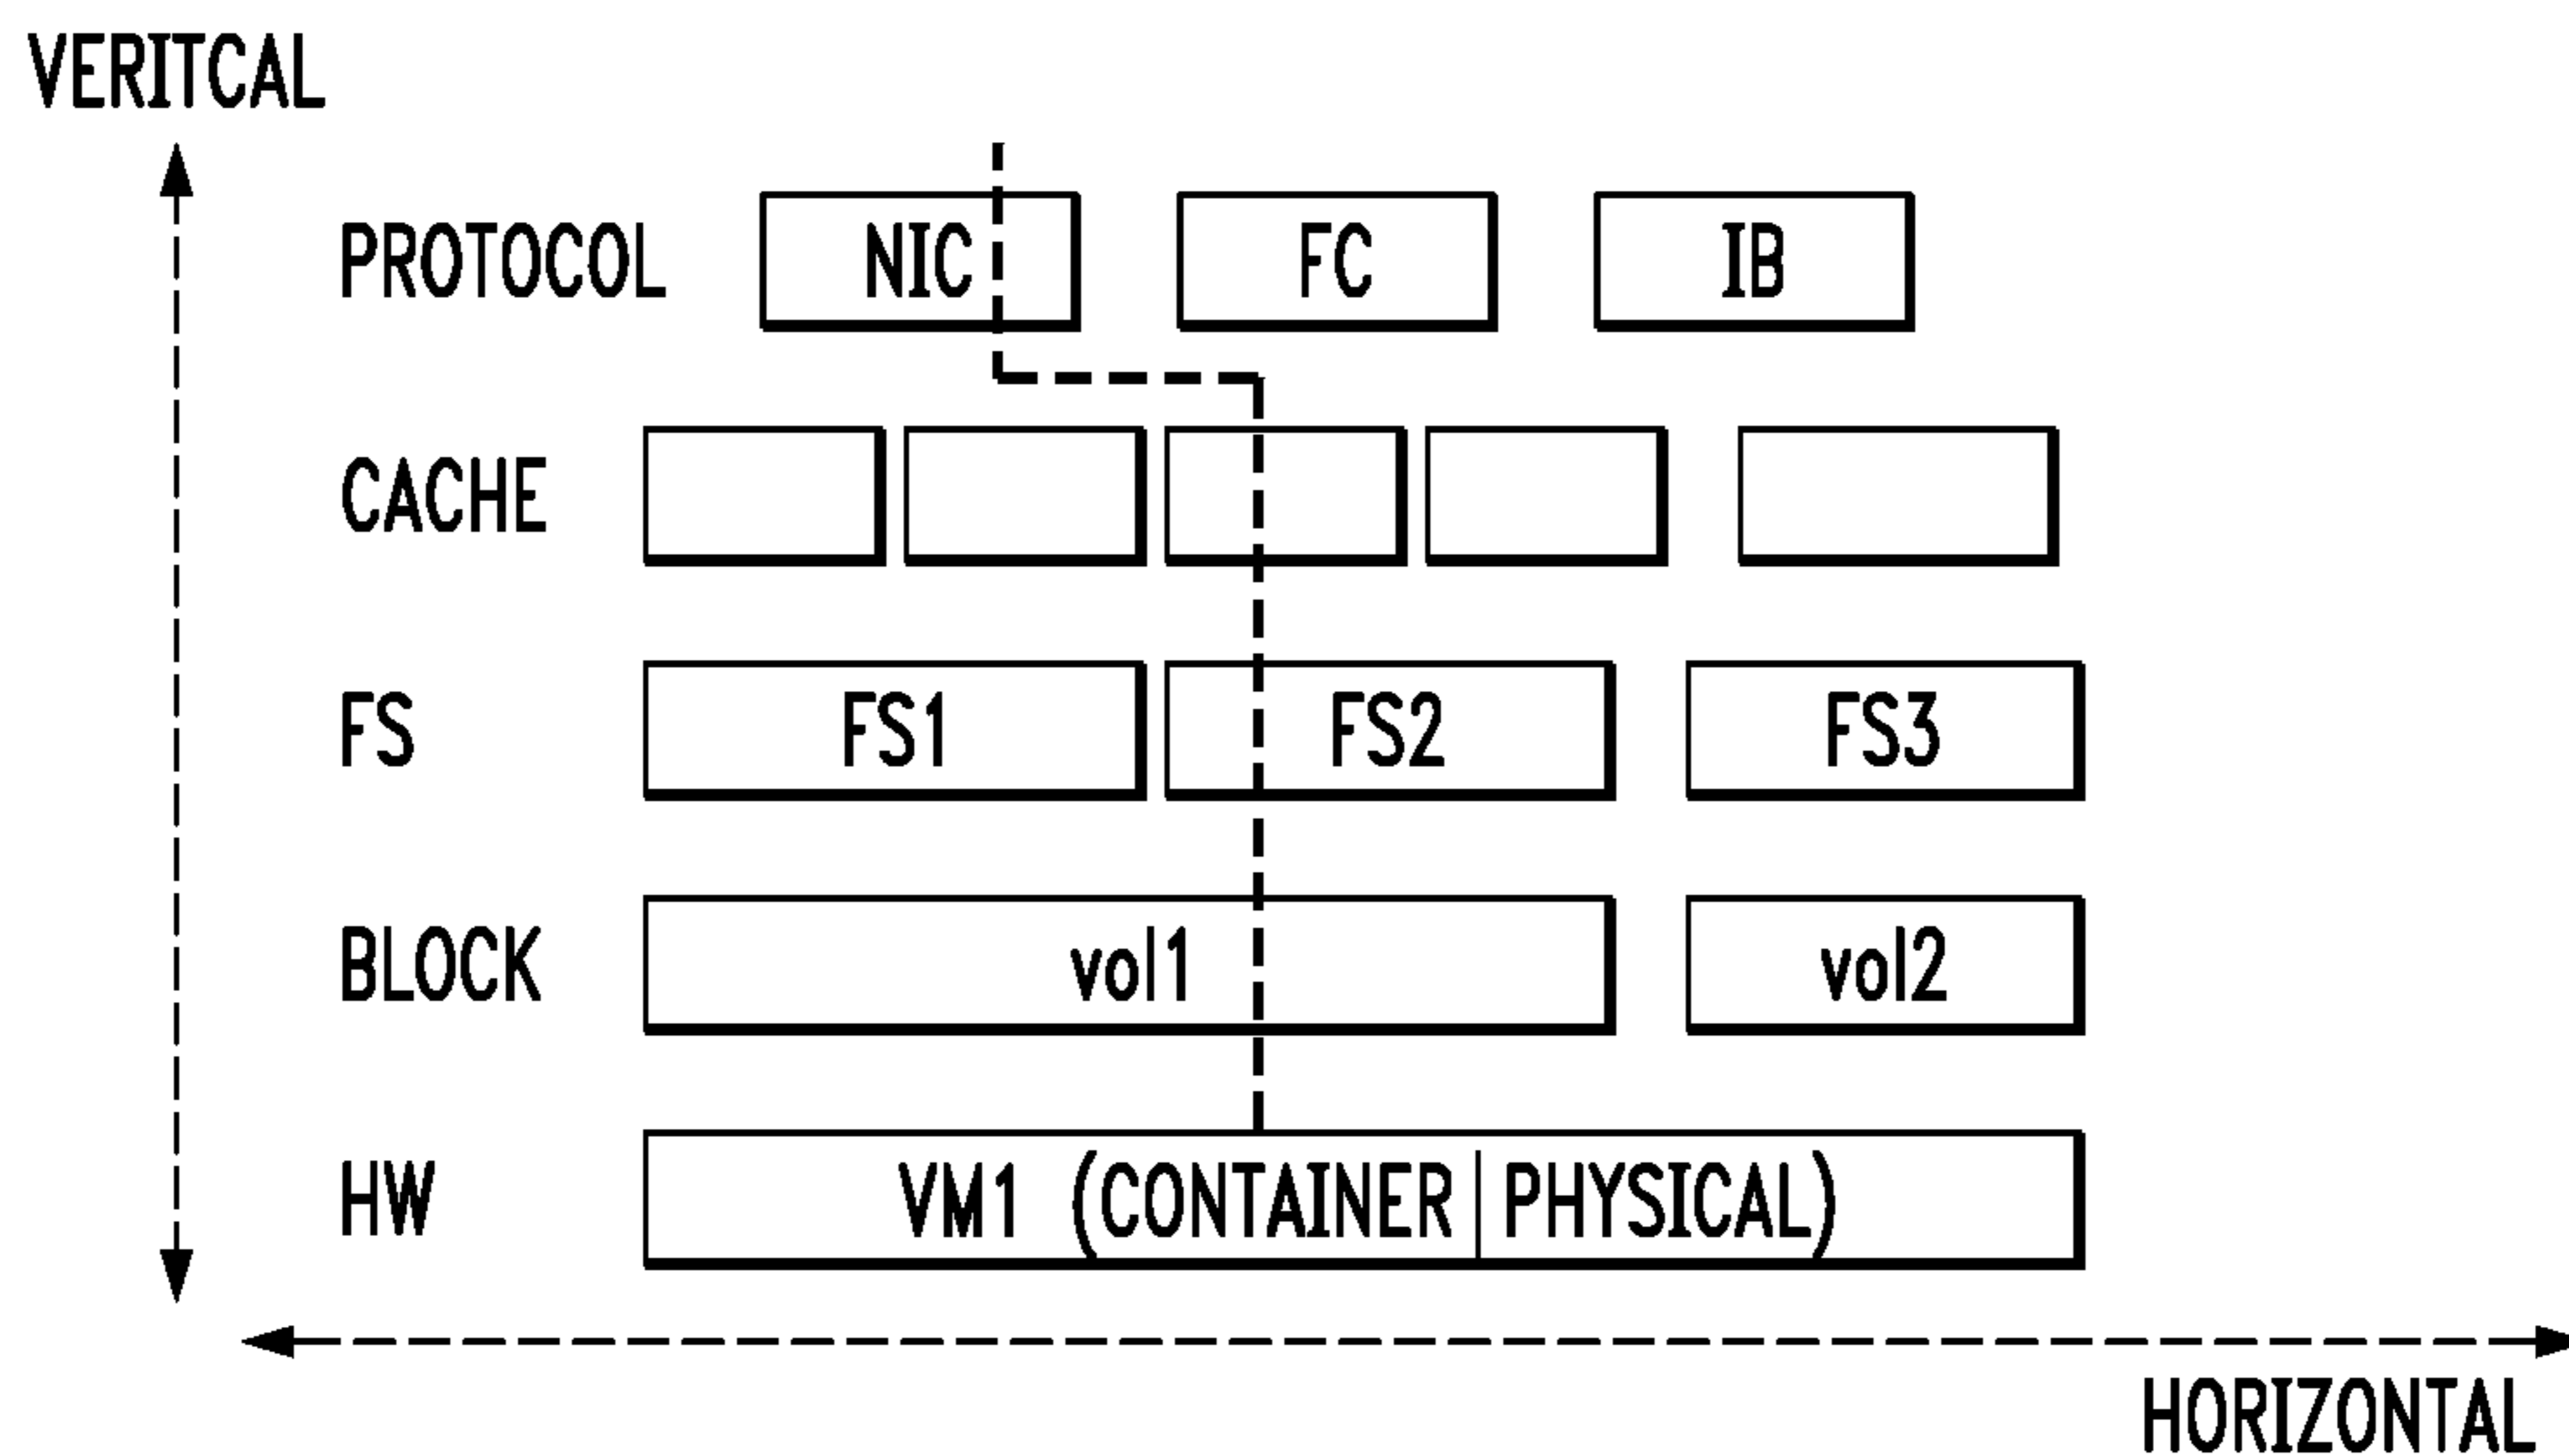 VERITCAL
PROTOCOL NIC FC IB
CACHE
FS FS1 FS2 FS3
BLOCK vol1 vol2
HW VM1 (CONTAINER | PHYSICAL)
HORIZONTAL